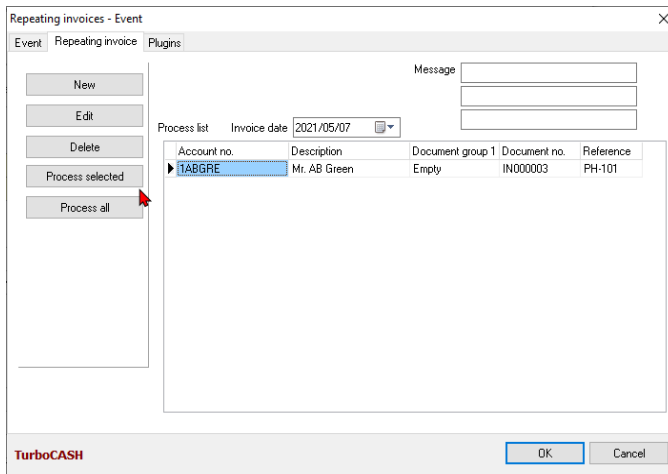 Repeating invoices - Event
Event Repeating invoice Plugins
New
Edit
Delete
Process selected
Process all
Message
Process list Invoice date 2021/05/07
Account no. Description Document group 1 Document no. Reference
1ABGRE Mr. AB Green Empty IN000003 PH-101
TurboCASH
OK Cancel